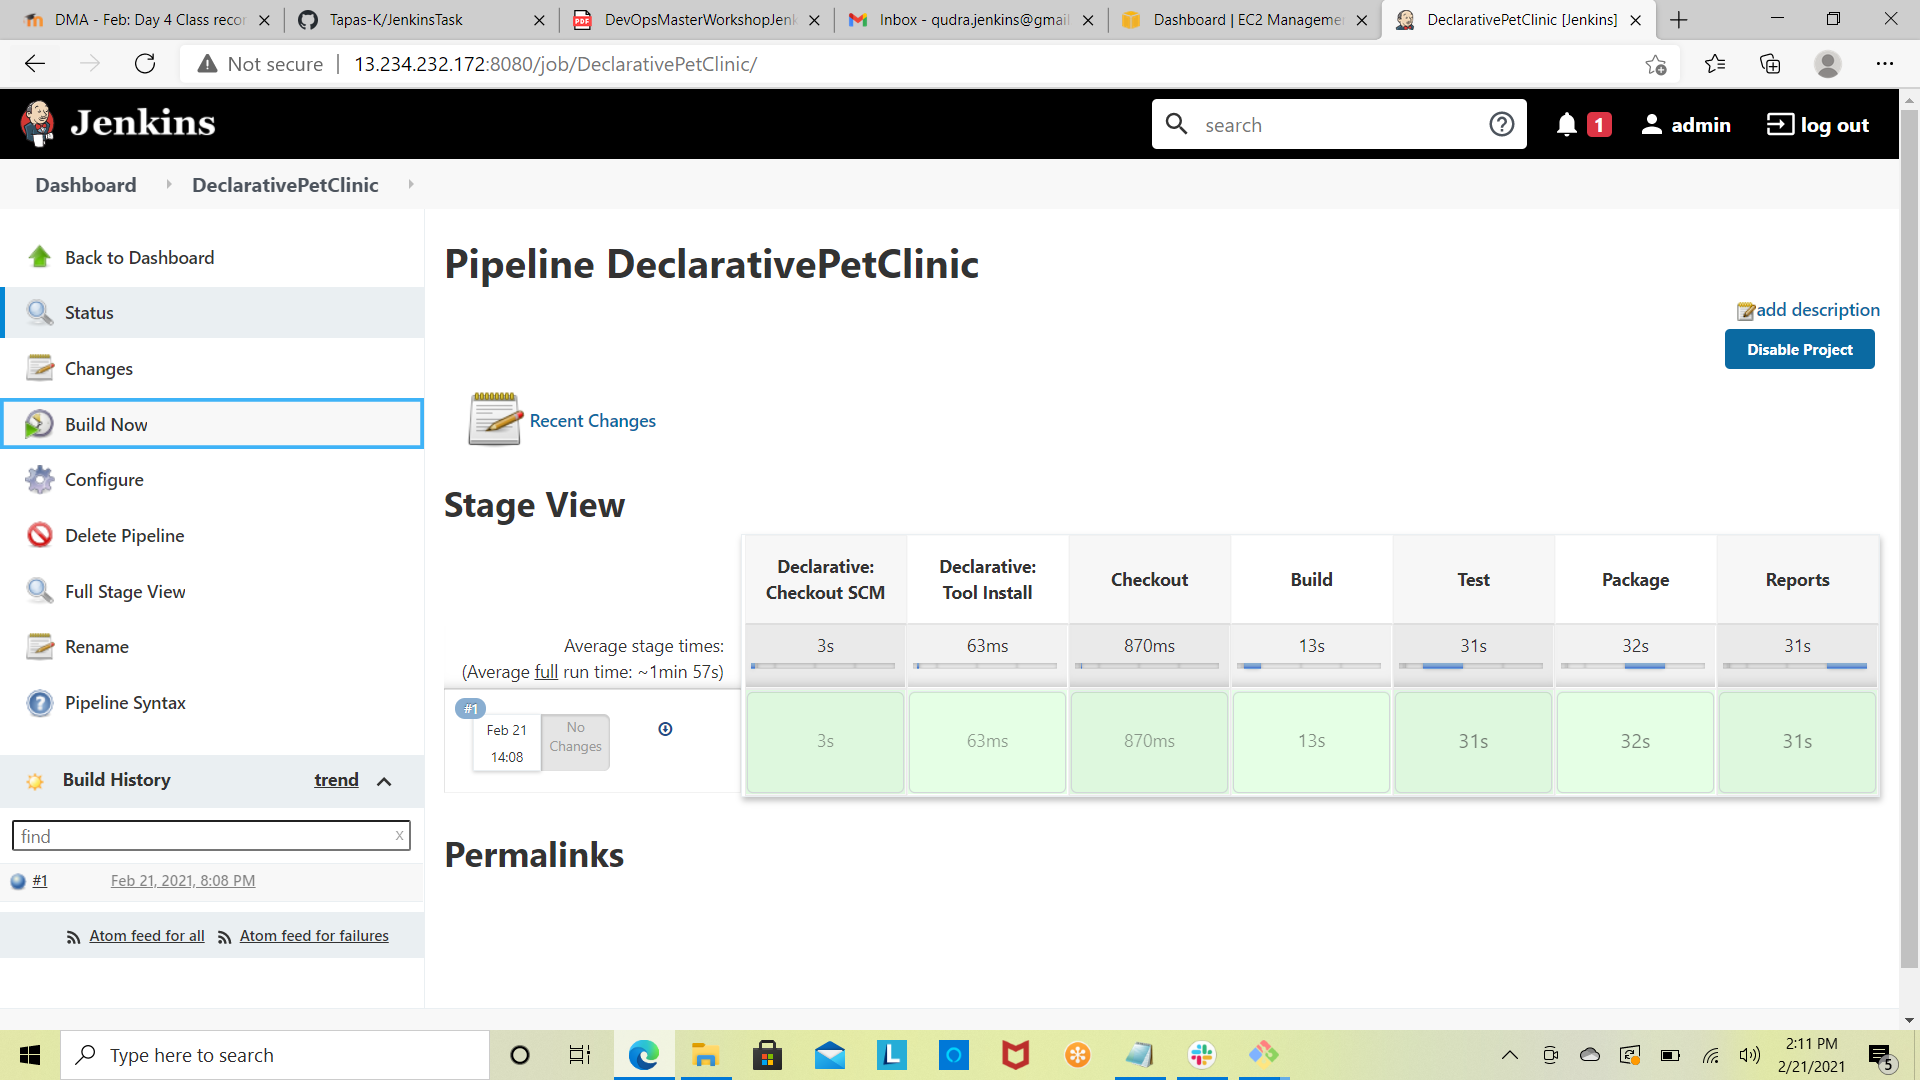 DMA - Feb: Day 4 Class recor
Tapas-K/JenkinsTask
DevOpsMasterWorkshopJenk
Inbox - qudra.jenkins@gmail
Dashboard | EC2 Manageme
DeclarativePetClinic [Jenkins]
Not secure
13.234.232.172:8080/job/DeclarativePetClinic/
Jenkins
search
1
admin
log out
Dashboard
DeclarativePetClinic
Back to Dashboard
Status
Changes
Build Now
Configure
Delete Pipeline
Full Stage View
Rename
Pipeline Syntax
Build History
trend
find
x
#1
Feb 21, 2021, 8:08 PM
Atom feed for all
Atom feed for failures
Pipeline DeclarativePetClinic
add description
Disable Project
Recent Changes
Stage View
Declarative:
Checkout SCM
Declarative:
Tool Install
Checkout
Build
Test
Package
Reports
Average stage times:
(Average full run time: ~1min 57s)
3s
63ms
870ms
13s
31s
32s
31s
#1
Feb 21
14:08
No
Changes
3s
63ms
870ms
13s
31s
32s
31s
Permalinks
Type here to search
2:11 PM
2/21/2021
5